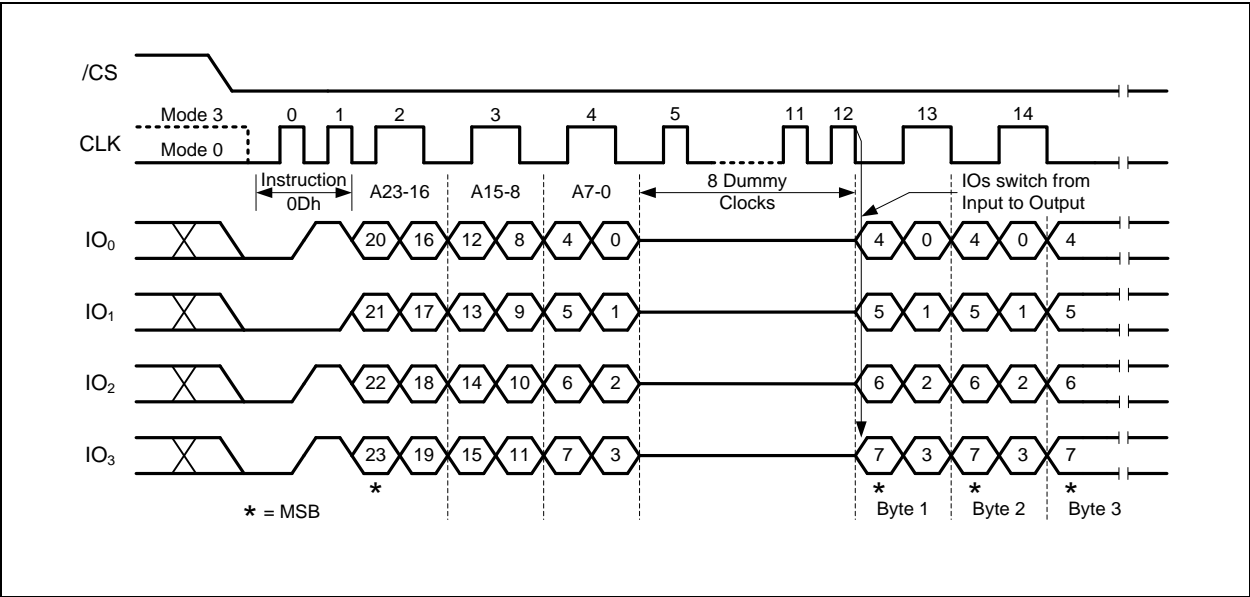 /CS
Mode 3 0 1 2 3 4 5 11 12 13 14
CLK
Mode 0
Instruction
0Dh
A23-16 A15-8 A7-0
8 Dummy
Clocks
IOs switch from
Input to Output
IO₀ 20 16 12 8 4 0 4 0 4 0 4
IO₁ 21 17 13 9 5 1 5 1 5 1 5
IO₂ 22 18 14 10 6 2 6 2 6 2 6
IO₃ 23 19 15 11 7 3 7 3 7 3 7
* * * *
* = MSB
Byte 1 Byte 2 Byte 3